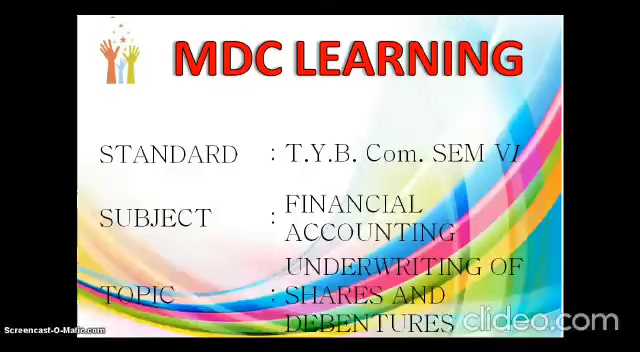 MDC LEARNING
STANDARD : T.Y.B. Com. SEM VI
SUBJECT : FINANCIAL ACCOUNTING
TOPIC : UNDERWRITING OF SHARES AND DEBENTURES
clideo.com
Screencast-O-Matic.com